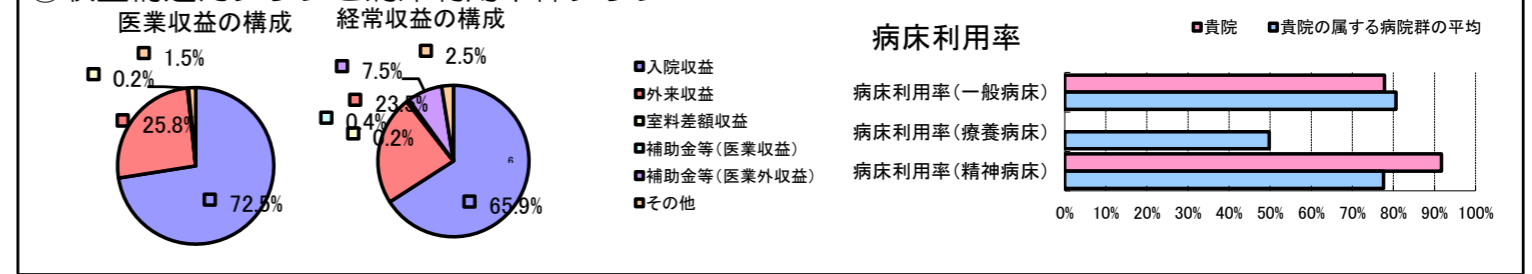 医業収益の構成
1.5%
0.2%
25.8%
72.5%
経常収益の構成
2.5%
7.5%
23.5%
0.4%
0.2%
6
65.9%
入院収益
外来収益
室料差額収益
補助金等(医業収益)
補助金等(医業外収益)
その他
病床利用率
貴院 貴院の属する病院群の平均
病床利用率(一般病床)
病床利用率(療養病床)
病床利用率(精神病床)
0% 10% 20% 30% 40% 50% 60% 70% 80% 90% 100%